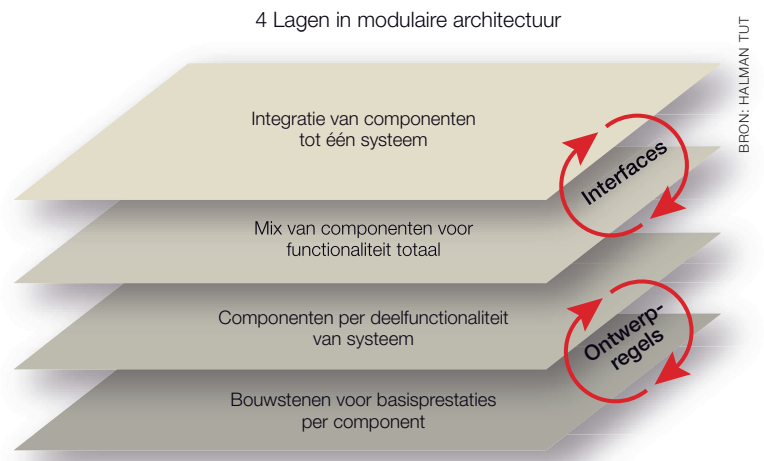 4 Lagen in modulaire architectuur
BRON: HALMAN TUT
Integratie van componenten
tot één systeem
Interfaces
Mix van componenten voor
functionaliteit totaal
Componenten per deelfunctionaliteit
van systeem
Ontwerp-
regels
Bouwstenen voor basisprestaties
per component